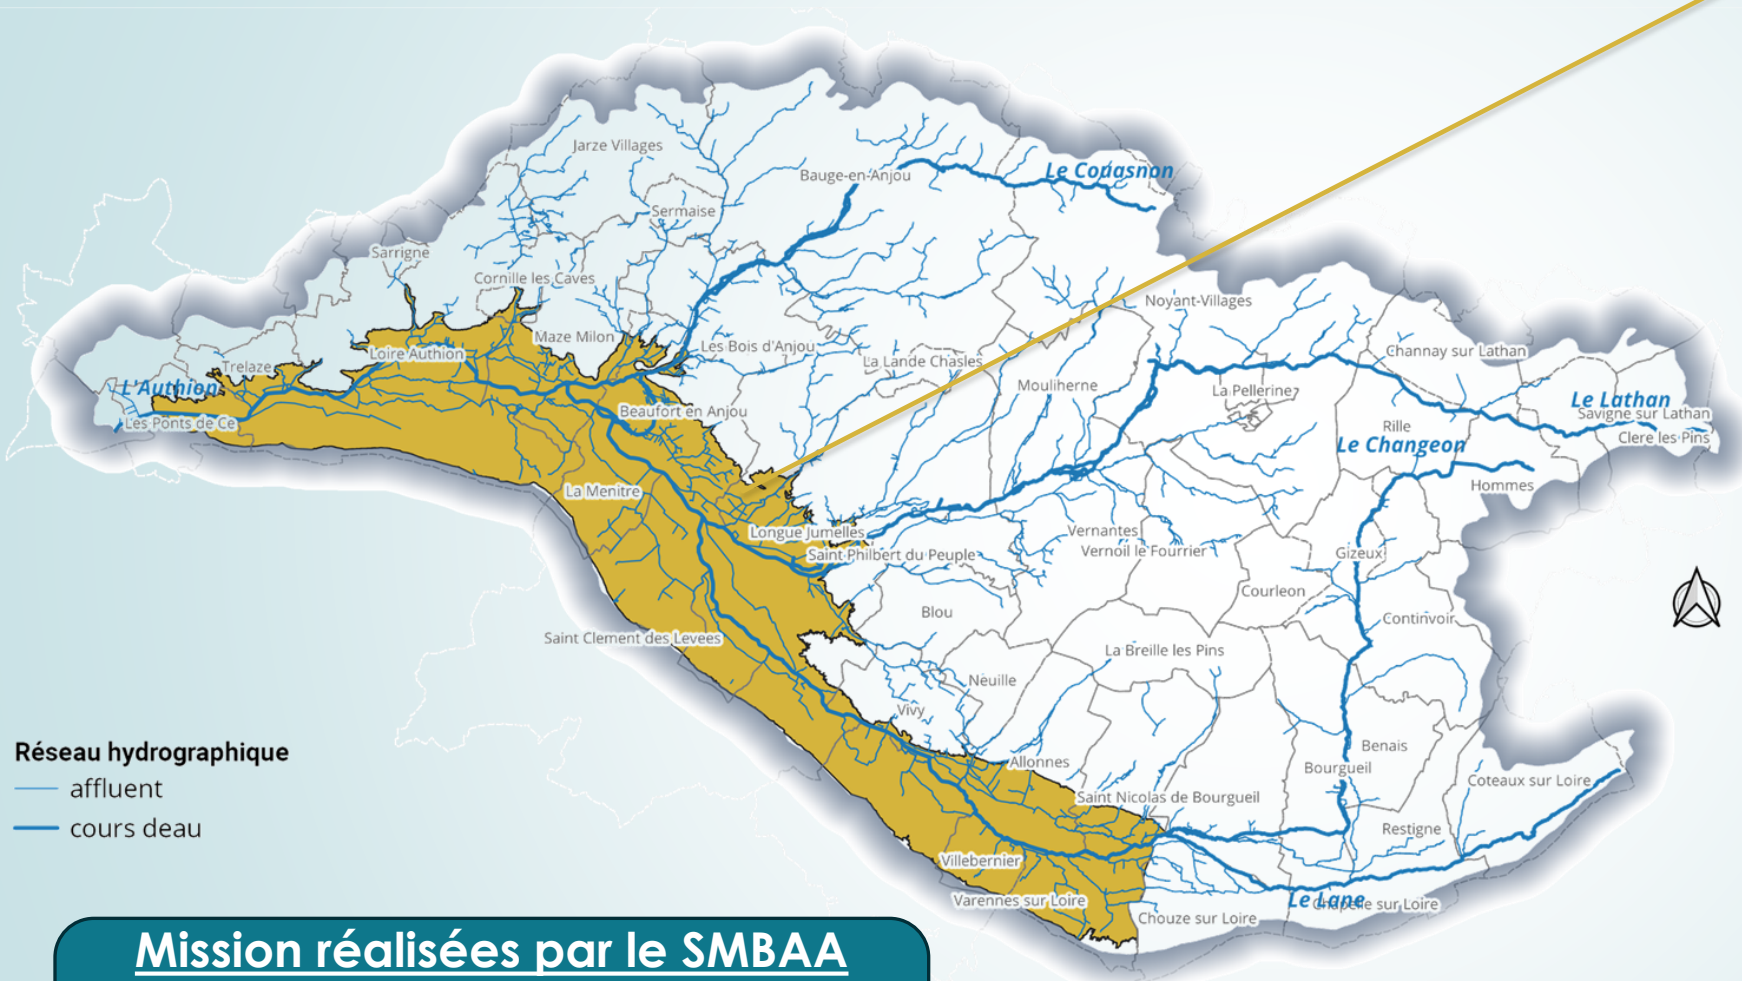 Jarze Villages
Bauge-en-Anjou
Le Couasnon
Sermaise
Sarrigne
Cornille les Caves
Noyant-Villages
Maze Milon
Les Bois d'Anjou
Loire Authion
La Lande Chasles
Channay sur Lathan
Trelaze
L'Authion
Mouliherne
La Pellerine
Le Lathan
Savigne sur Lathan
Les Ponts de Ce
Beaufort en Anjou
Rille
Le Changeon
Clere les Pins
La Menitre
Hommes
Longue Jumelles
Vernantes
Saint Philbert du Peuple
Vernoil le Fourrier
Gizeux
Courleon
Blou
Continvoir
Saint Clement des Levees
La Breille les Pins
Neuille
Vivy
Réseau hydrographique
affluent
cours deau
Benais
Allonnes
Bourgueil
Coteaux sur Loire
Saint Nicolas de Bourgueil
Restigne
Villebernier
Varennes sur Loire
Le Lane
Chapelle sur Loire
Chouze sur Loire
Mission réalisées par le SMBAA